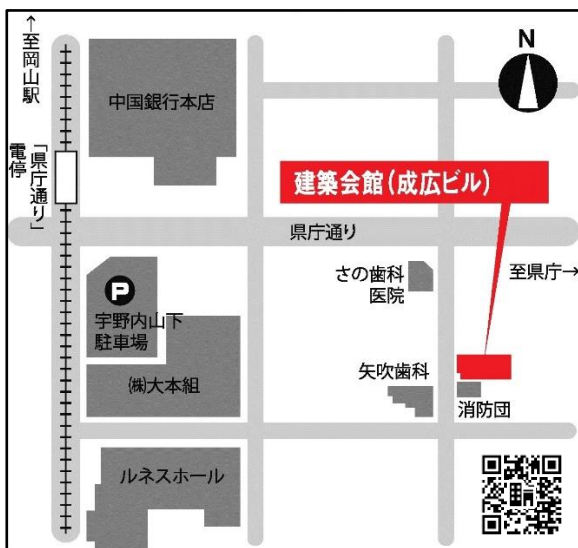 ↑至岡山駅
N
中国銀行本店
「県庁通り」
電停
建築会館(成広ビル)
県庁通り
さの歯科
医院
至県庁→
P
宇野内山下
駐車場
矢吹歯科
㈱大本組
消防団
ルネスホール